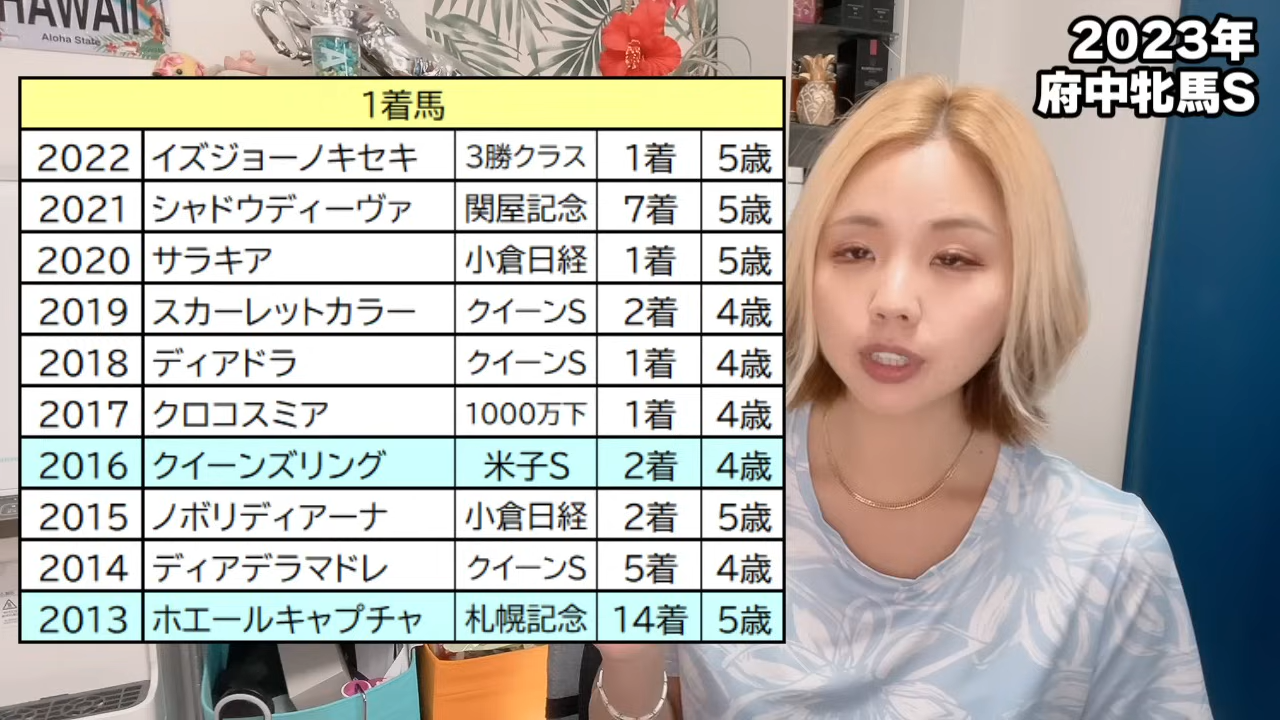 HAWAII
Aloha State
2023年
府中牝馬S
1着馬
2022 イズジョーノキセキ 3勝クラス 1着 5歳
2021 シャドウディーヴァ 関屋記念 7着 5歳
2020 サラキア 小倉日経 1着 5歳
2019 スカーレットカラー クイーンS 2着 4歳
2018 ディアドラ クイーンS 1着 4歳
2017 クロコスミア 1000万下 1着 4歳
2016 クイーンズリング 米子S 2着 4歳
2015 ノボリディアーナ 小倉日経 2着 5歳
2014 ディアデラマドレ クイーンS 5着 4歳
2013 ホエールキャプチャ 札幌記念 14着 5歳